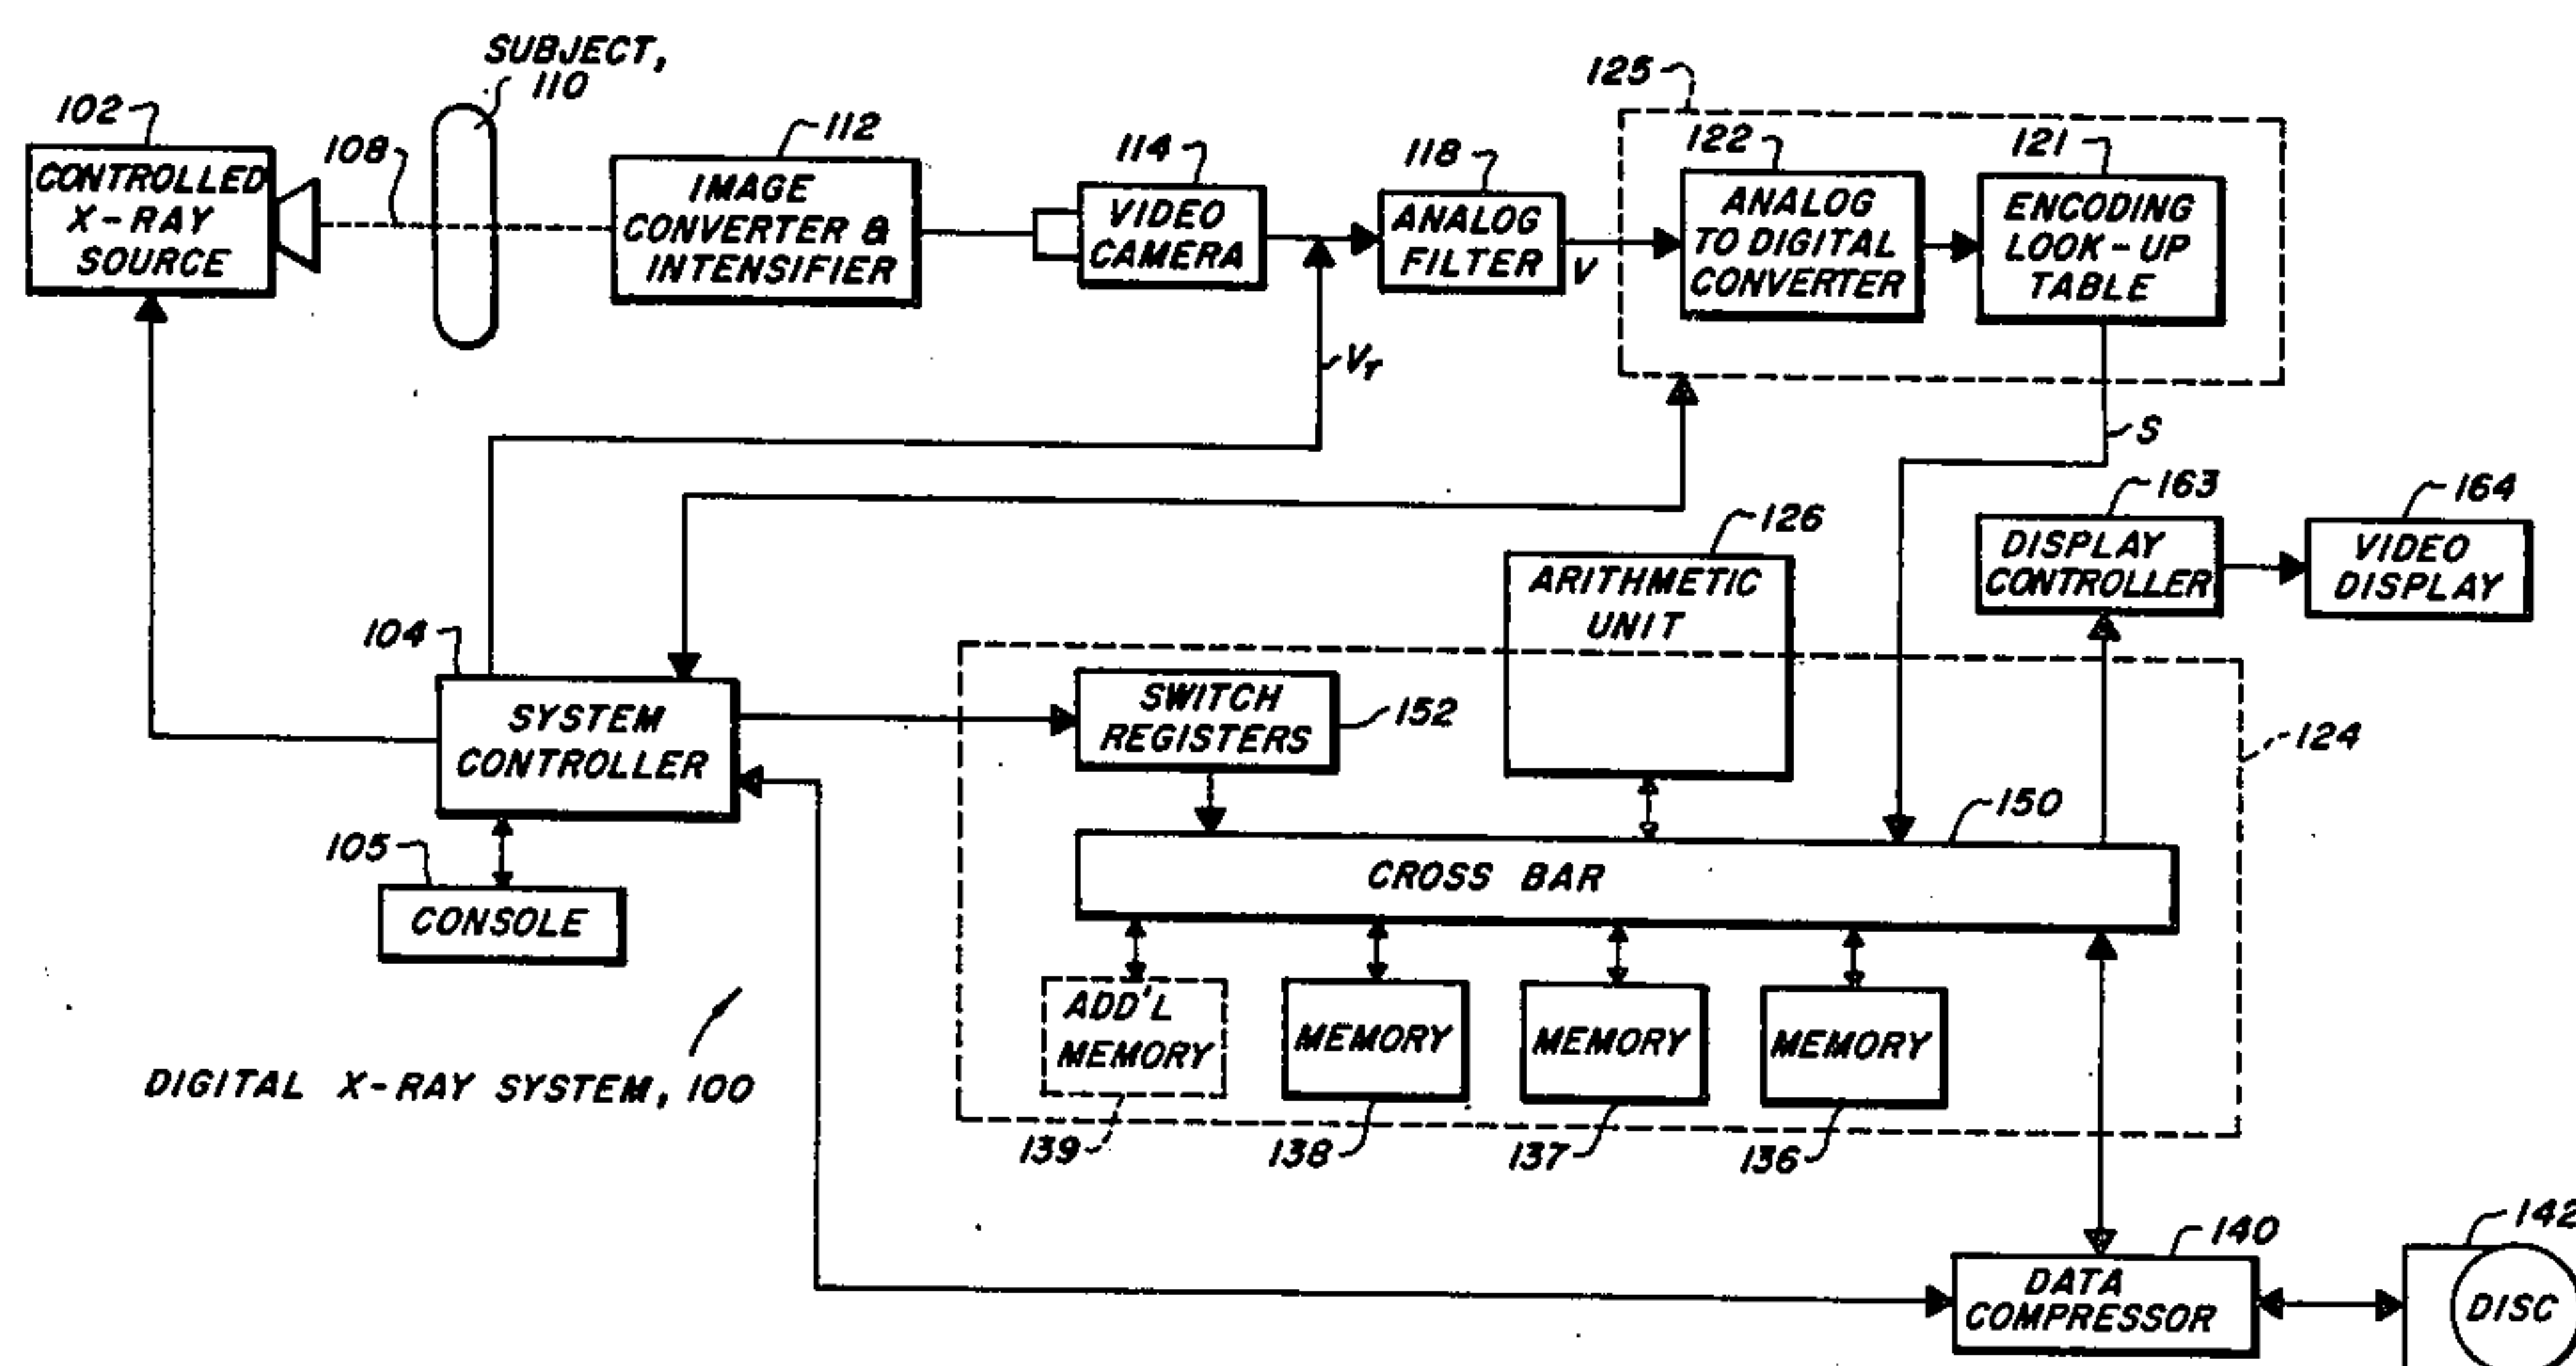 SUBJECT,
110
102
108
112
114
118
125
122
121
CONTROLLED
X-RAY
SOURCE
IMAGE
CONVERTER &
INTENSIFIER
VIDEO
CAMERA
ANALOG
FILTER
V
ANALOG
TO DIGITAL
CONVERTER
ENCODING
LOOK-UP
TABLE
Vr
S
163
164
126
DISPLAY
CONTROLLER
VIDEO
DISPLAY
ARITHMETIC
UNIT
104
SYSTEM
CONTROLLER
SWITCH
REGISTERS
152
124
150
105
CONSOLE
CROSS BAR
ADD'L
MEMORY
MEMORY
MEMORY
MEMORY
DIGITAL X-RAY SYSTEM, 100
139
138
137
136
140
142
DATA
COMPRESSOR
DISC